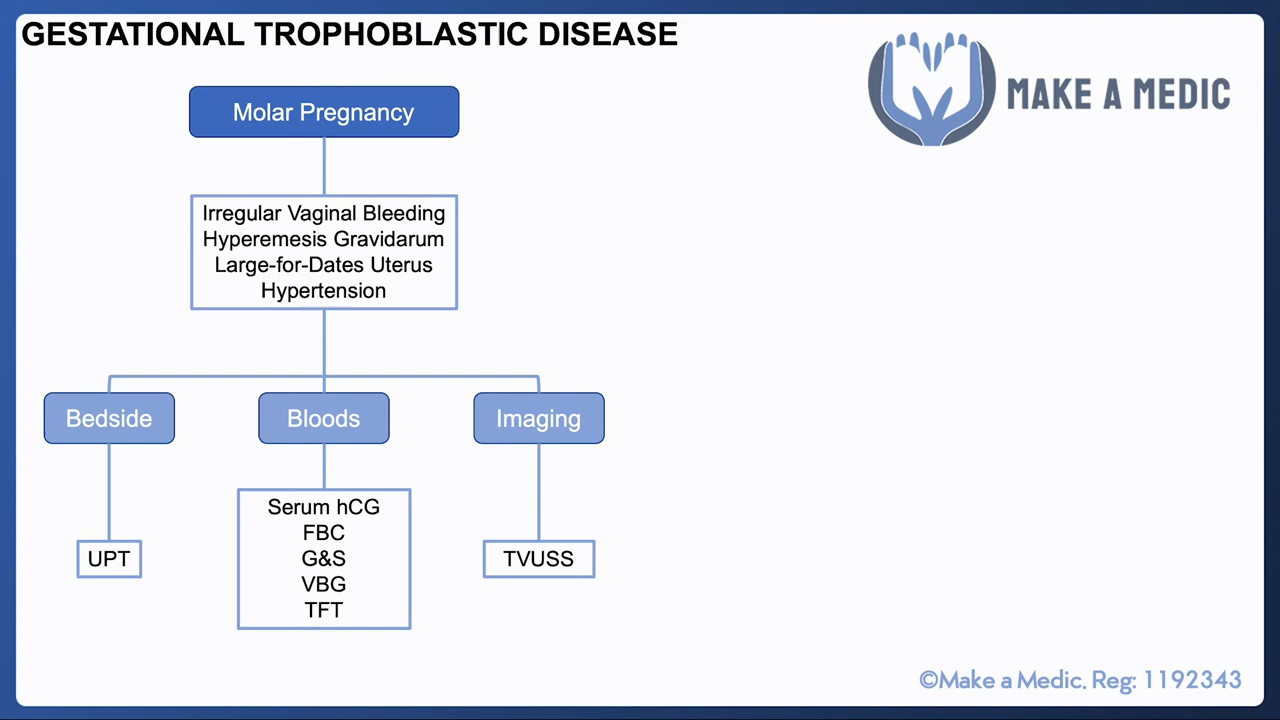 GESTATIONAL TROPHOBLASTIC DISEASE
MAKE A MEDIC
Molar Pregnancy
Irregular Vaginal Bleeding
Hyperemesis Gravidarum
Large-for-Dates Uterus
Hypertension
Bedside
Bloods
Imaging
UPT
Serum hCG
FBC
G&S
VBG
TFT
TVUSS
©Make a Medic. Reg: 1192343